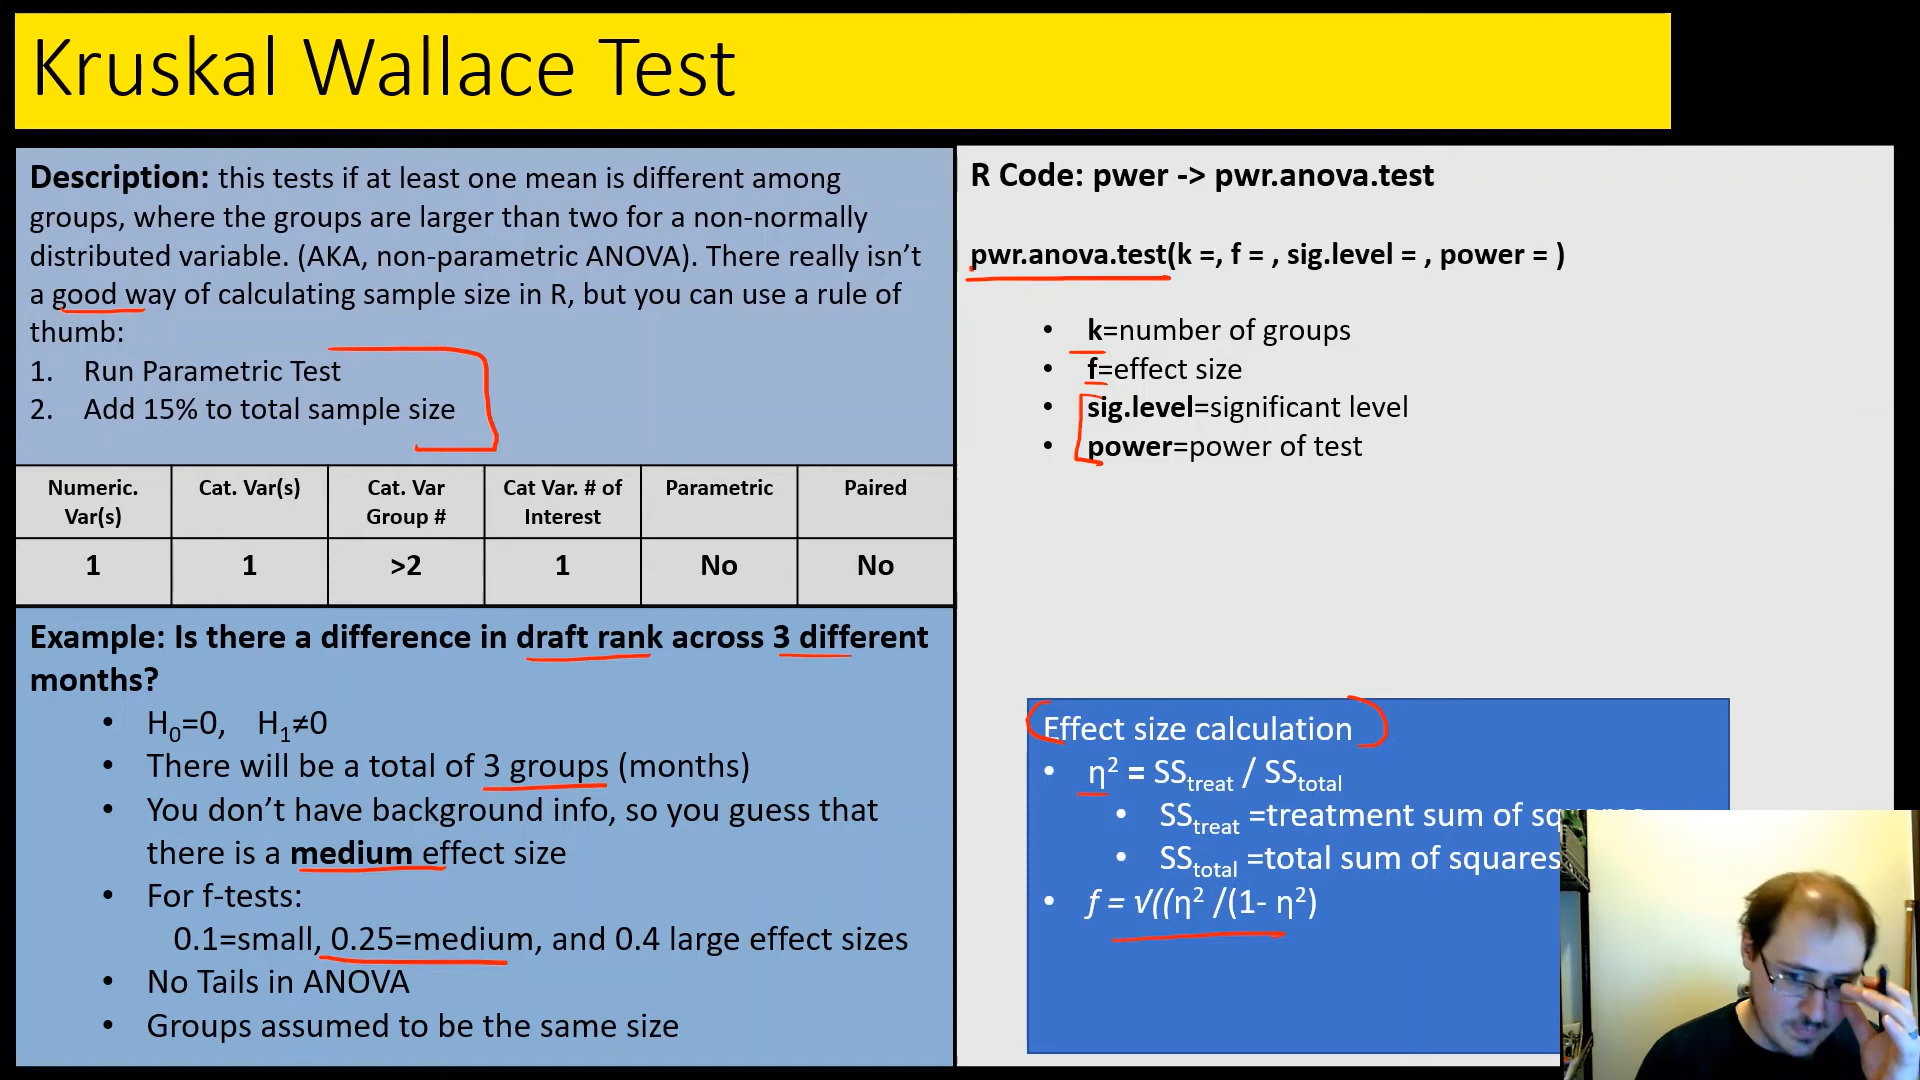 Kruskal Wallace Test
Description: this tests if at least one mean is different among
groups, where the groups are larger than two for a non-normally
distributed variable. (AKA, non-parametric ANOVA). There really isn’t
a good way of calculating sample size in R, but you can use a rule of
thumb:
1. Run Parametric Test
2. Add 15% to total sample size
Numeric. Var(s) Cat. Var(s) Cat. Var Group # Cat Var. # of Interest Parametric Paired
1 1 >2 1 No No
Example: Is there a difference in draft rank across 3 different
months?
• H0=0, H1≠0
• There will be a total of 3 groups (months)
• You don’t have background info, so you guess that
there is a medium effect size
• For f-tests:
0.1=small, 0.25=medium, and 0.4 large effect sizes
• No Tails in ANOVA
• Groups assumed to be the same size
R Code: pwer -> pwr.anova.test
pwr.anova.test(k =, f = , sig.level = , power = )
• k=number of groups
• f=effect size
• sig.level=significant level
• power=power of test
Effect size calculation
• η² = SStreat / SStotal
• SStreat =treatment sum of
• SStotal =total sum of squares
• f = √((η² /(1- η²)